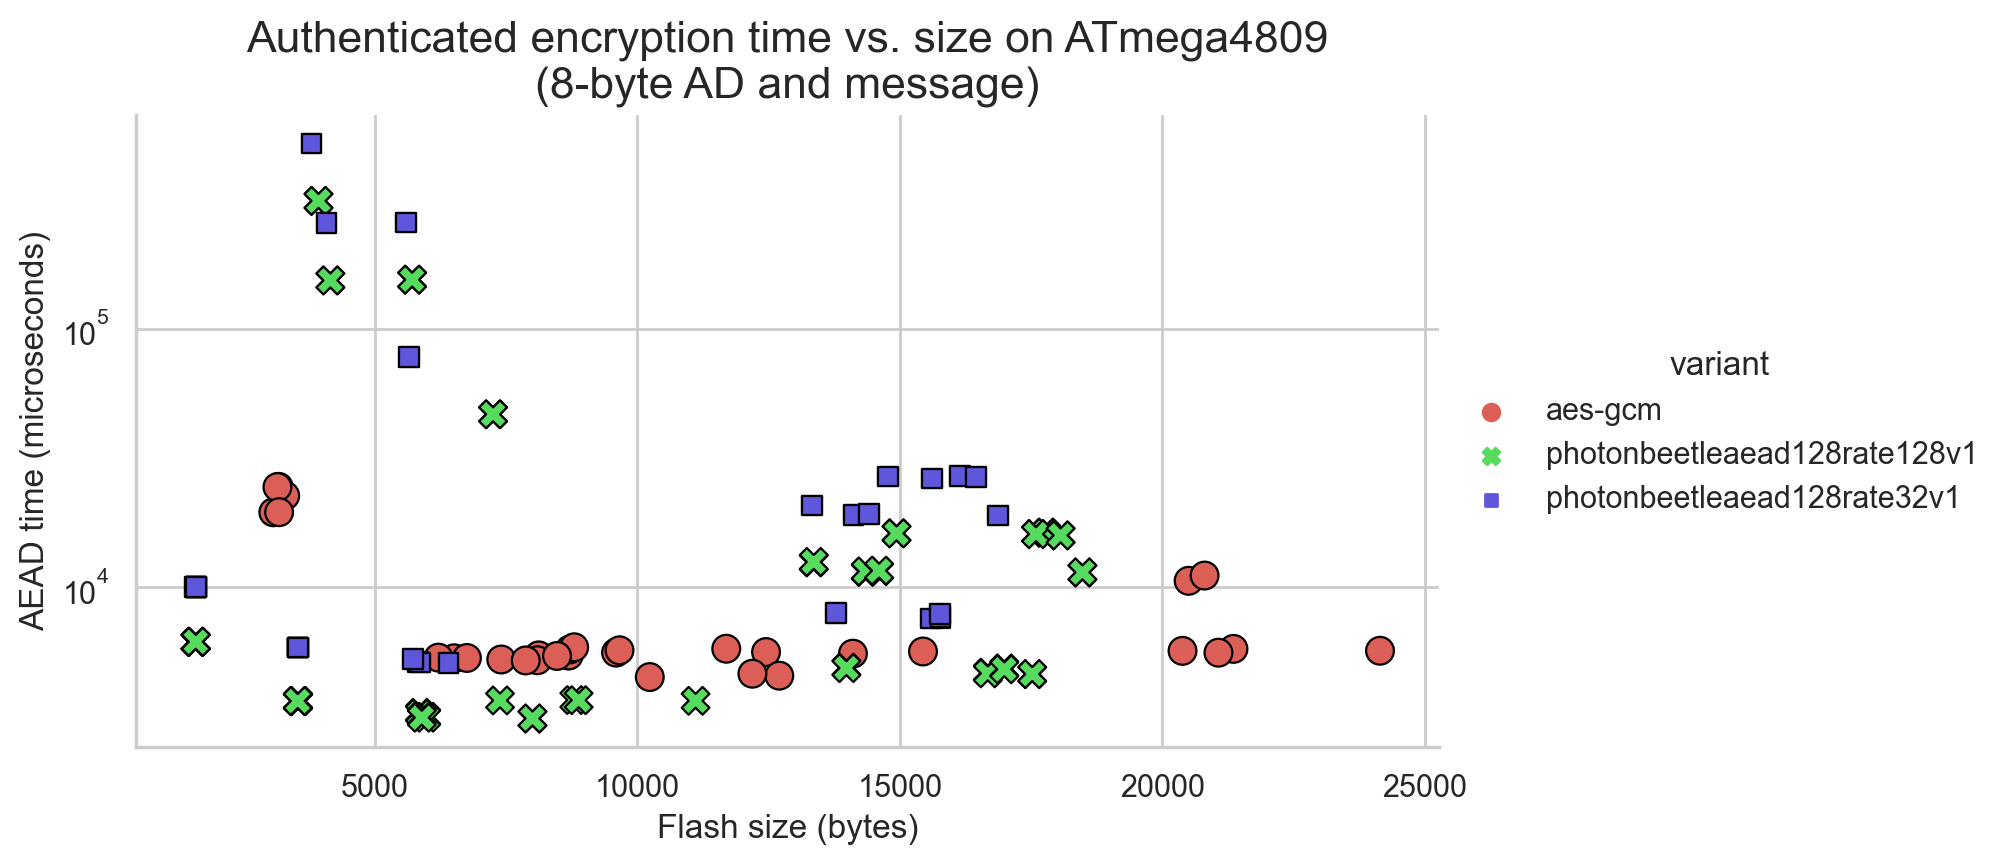 Authenticated encryption time vs. size on ATmega4809
(8-byte AD and message)
AEAD time (microseconds)
10^5
10^4
5000
10000
15000
20000
25000
Flash size (bytes)
variant
aes-gcm
photonbeetleaead128rate128v1
photonbeetleaead128rate32v1